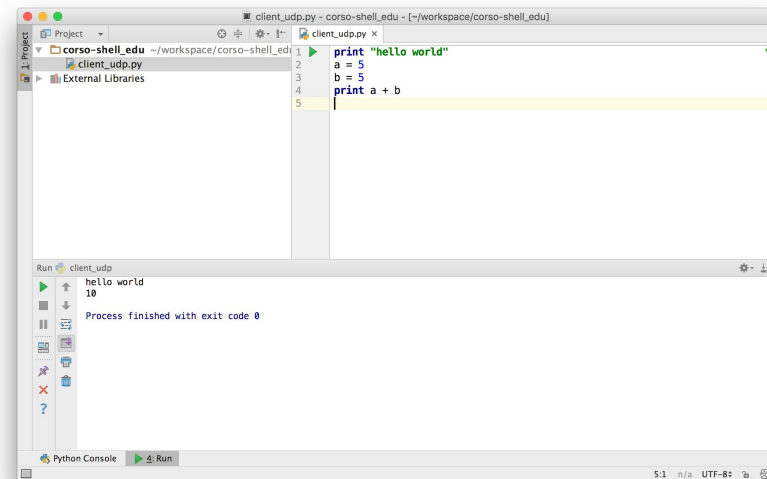 client_udp.py - corso-shell_edu - [~/workspace/corso-shell_edu]
1: Project
Project
client_udp.py
corso-shell_edu ~/workspace/corso-shell_edu
client_udp.py
External Libraries
1 print "hello world"
2 a = 5
3 b = 5
4 print a + b
5
Run client_udp
hello world
10
Process finished with exit code 0
?
Python Console
4: Run
5:1 n/a UTF-8